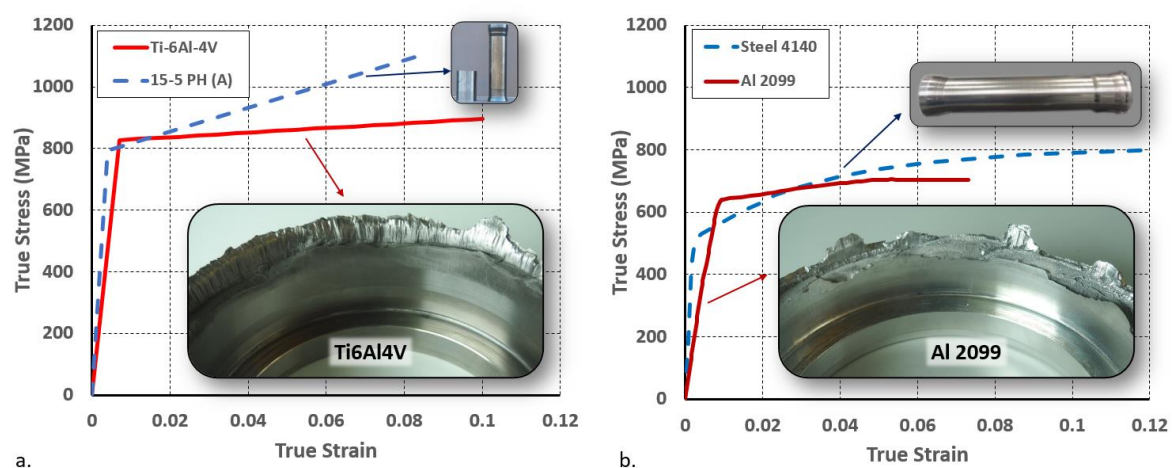 1200
1000
800
600
400
200
0
True Stress (MPa)
Ti-6Al-4V
15-5 PH (A)
Ti6Al4V
0 0.02 0.04 0.06 0.08 0.1 0.12
True Strain
a.
1200
1000
800
600
400
200
0
True Stress (MPa)
Steel 4140
Al 2099
Al 2099
0 0.02 0.04 0.06 0.08 0.1 0.12
True Strain
b.